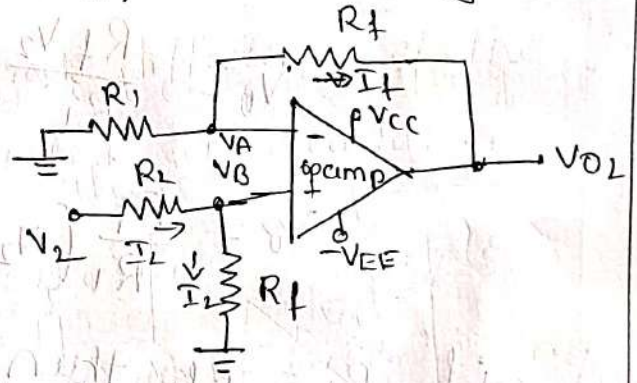 Rf
If
R1
VCC
VA
-
R2
VB
opamp
+
VO2
V2
I2
-VEE
I2
Rf